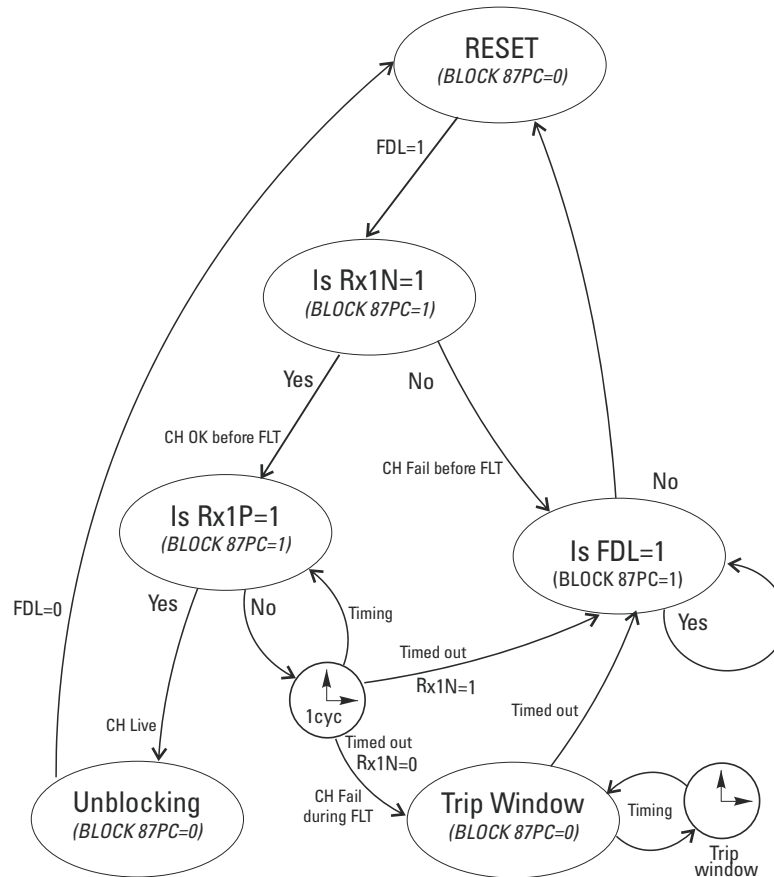 RESET
(BLOCK 87PC=0)
FDL=1
Is Rx1N=1
(BLOCK 87PC=1)
Yes
No
CH OK before FLT
CH Fail before FLT
Is Rx1P=1
(BLOCK 87PC=1)
No
Is FDL=1
(BLOCK 87PC=1)
FDL=0
Yes
No
Timing
Yes
Timed out
Rx1N=1
1cyc
CH Live
Timed out
Rx1N=0
Timed out
CH Fail
during FLT
Unblocking
(BLOCK 87PC=0)
Trip Window
(BLOCK 87PC=0)
Timing
Trip
window